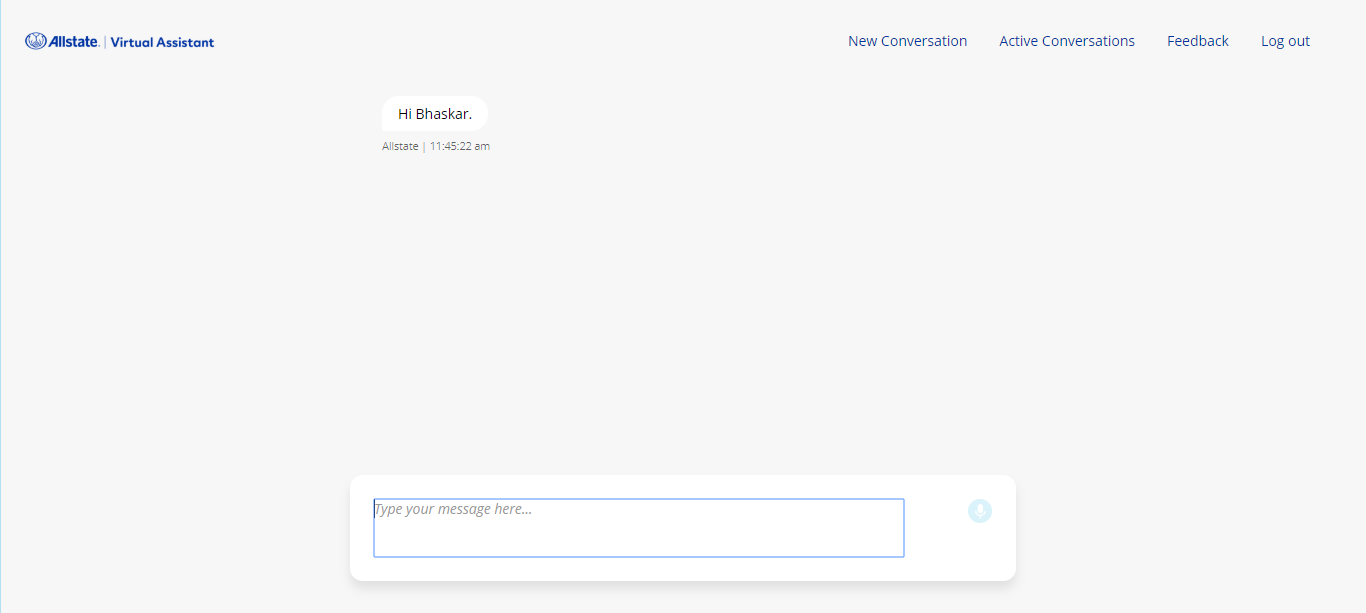 Allstate. | Virtual Assistant
New Conversation Active Conversations Feedback Log out
Hi Bhaskar.
Allstate | 11:45:22 am
Type your message here...